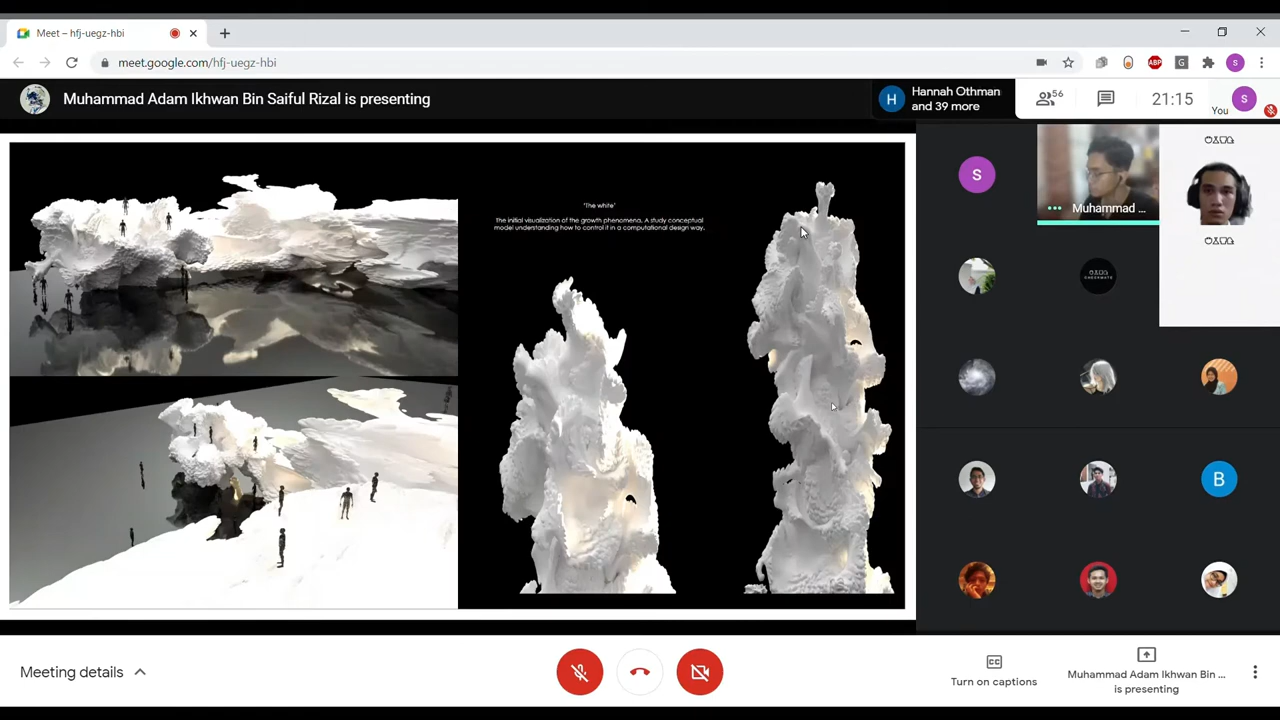 Meet – hfj-uegz-hbi
meet.google.com/hfj-uegz-hbi
ABP
G
S
Muhammad Adam Ikhwan Bin Saiful Rizal is presenting
H
Hannah Othman
and 39 more
56
21:15
You
S
'The white'
The initial visualization of the growth phenomena. A study conceptual
model understanding how to control it in a computational design way.
S
Muhammad ...
B
Meeting details
Turn on captions
Muhammad Adam Ikhwan Bin ...
is presenting